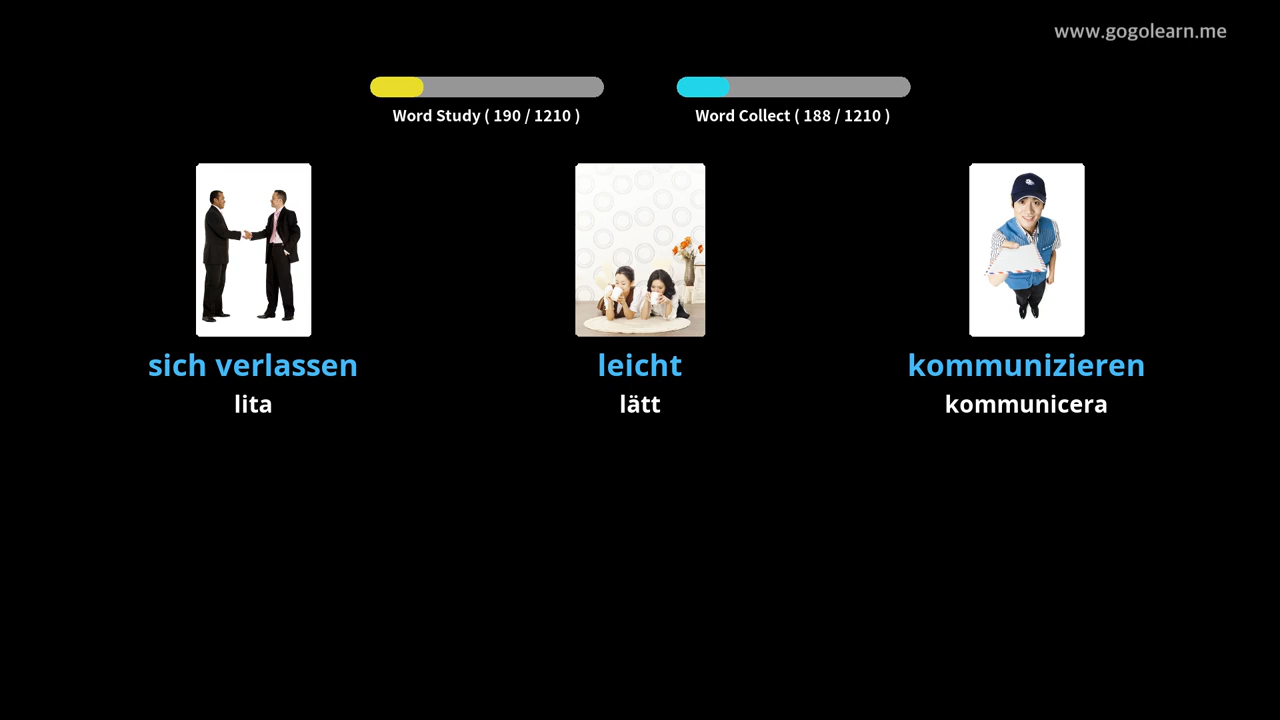 www.gogolearn.me
Word Study ( 190 / 1210 )
Word Collect ( 188 / 1210 )
sich verlassen
lita
leicht
lätt
kommunizieren
kommunicera